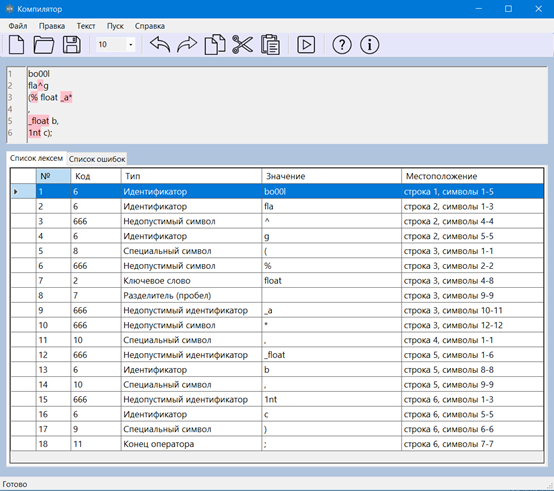 Компилятор
Файл Правка Текст Пуск Справка
10
1 bo00l
2 fla^g
3 (% float _a*
4 ,
5 _float b,
6 1nt c);
Список лексем Список ошибок
№ Код Тип Значение Местоположение
1 6 Идентификатор bo00l строка 1, символы 1-5
2 6 Идентификатор fla строка 2, символы 1-3
3 666 Недопустимый символ ^ строка 2, символы 4-4
4 6 Идентификатор g строка 2, символы 5-5
5 8 Специальный символ ( строка 3, символы 1-1
6 666 Недопустимый символ % строка 3, символы 2-2
7 2 Ключевое слово float строка 3, символы 4-8
8 7 Разделитель (пробел) строка 3, символы 9-9
9 666 Недопустимый идентификатор _a строка 3, символы 10-11
10 666 Недопустимый символ * строка 3, символы 12-12
11 10 Специальный символ , строка 4, символы 1-1
12 666 Недопустимый идентификатор _float строка 5, символы 1-6
13 6 Идентификатор b строка 5, символы 8-8
14 10 Специальный символ , строка 5, символы 9-9
15 666 Недопустимый идентификатор 1nt строка 6, символы 1-3
16 6 Идентификатор c строка 6, символы 5-5
17 9 Специальный символ ) строка 6, символы 6-6
18 11 Конец оператора ; строка 6, символы 7-7
Готово